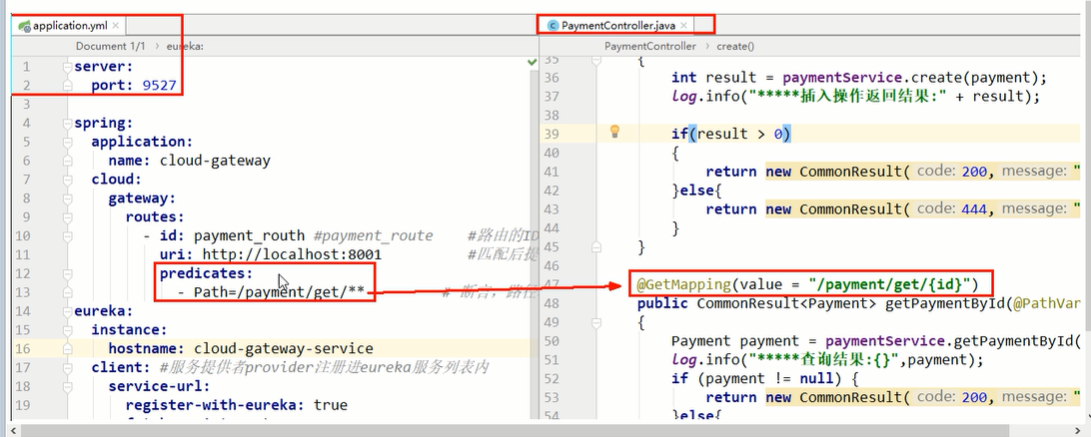 application.yml
Document 1/1 › eureka:
1 server:
2 port: 9527
3
4 spring:
5 application:
6 name: cloud-gateway
7 cloud:
8 gateway:
9 routes:
10 - id: payment_routh #payment_route #路由的ID
11 uri: http://localhost:8001 #匹配后提
12 predicates:
13 - Path=/payment/get/** # 断言,路径
14 eureka:
15 instance:
16 hostname: cloud-gateway-service
17 client: #服务提供者provider注册进eureka服务列表内
18 service-url:
19 register-with-eureka: true
PaymentController.java
PaymentController › create()
35 {
36 int result = paymentService.create(payment);
37 log.info("*****插入操作返回结果:" + result);
38
39 if(result > 0)
40 {
41 return new CommonResult( code: 200, message: "
42 }else{
43 return new CommonResult( code: 444, message: "
44 }
45 }
46
47 @GetMapping(value = "/payment/get/{id}")
48 public CommonResult<Payment> getPaymentById(@PathVar
49 {
50 Payment payment = paymentService.getPaymentById(
51 log.info("*****查询结果:{}",payment);
52 if (payment != null) {
53 return new CommonResult( code: 200, message: "
54 }else{